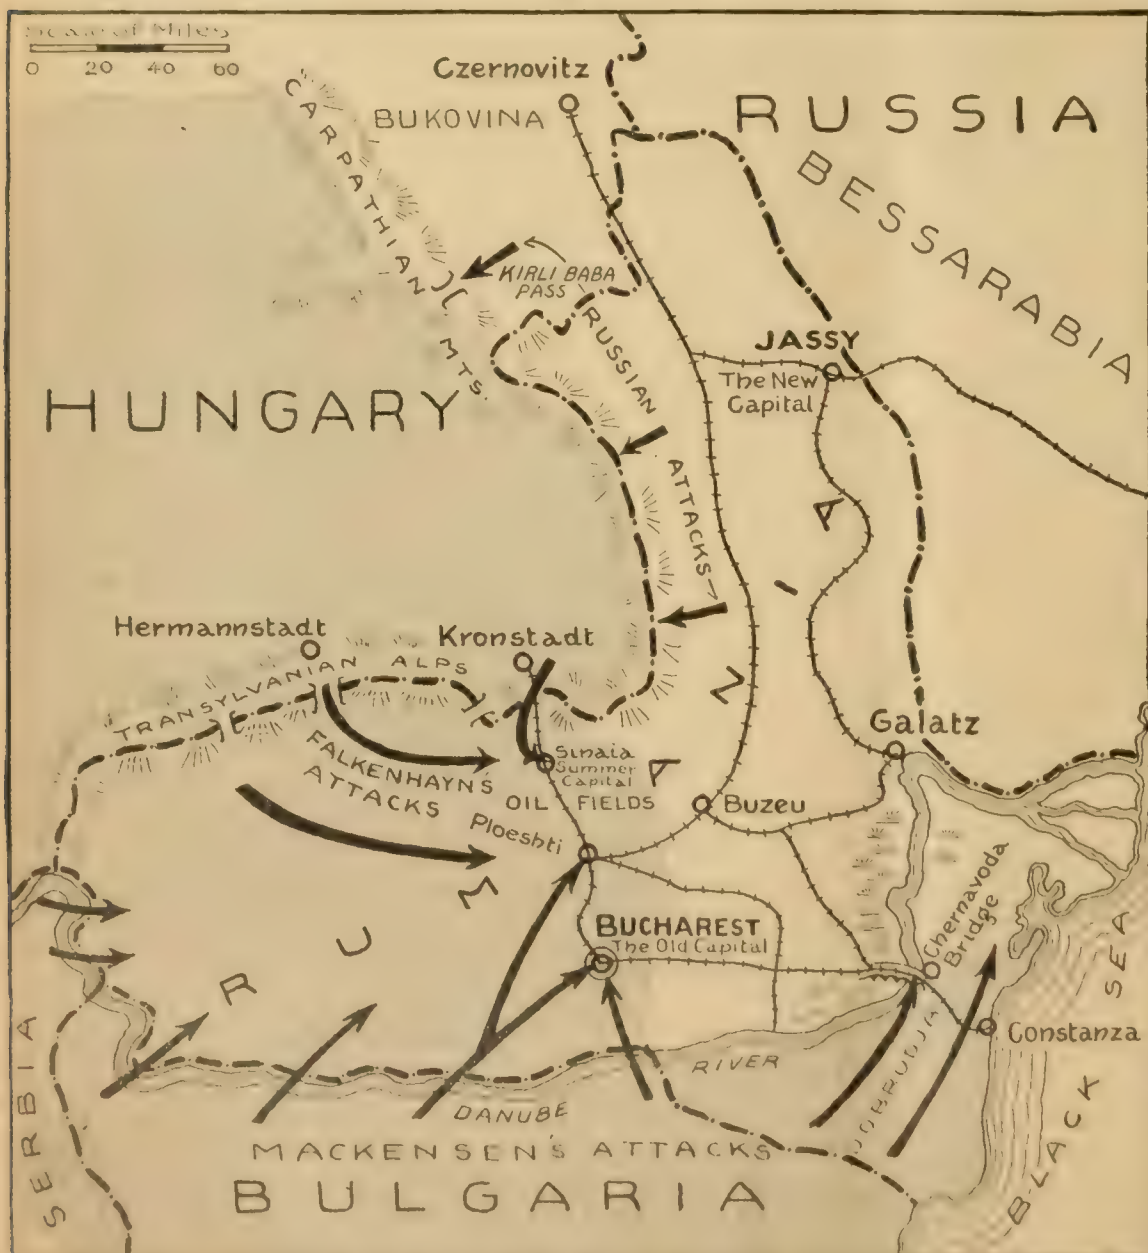 Scale of Miles
0 20 40 60
Czernovitz
BUKOVINA
RUSSIA
BESSARABIA
CARPATHIAN MTS.
KIRLI BABA
PASS
RUSSIAN ATTACKS
JASSY
The New
Capital
HUNGARY
Hermannstadt
Kronstadt
TRANSYLVANIAN ALPS
Galatz
FALKENHAYN'S
ATTACKS
Sinaia
Summer
Capital
OIL FIELDS
Ploeshti
Buzeu
RUMANIA
BUCHAREST
The Old Capital
Chernavoda
Bridge
Constanza
DOBRUDJA
BLACK SEA
SERBIA
DANUBE RIVER
MACKENSEN'S ATTACKS
BULGARIA